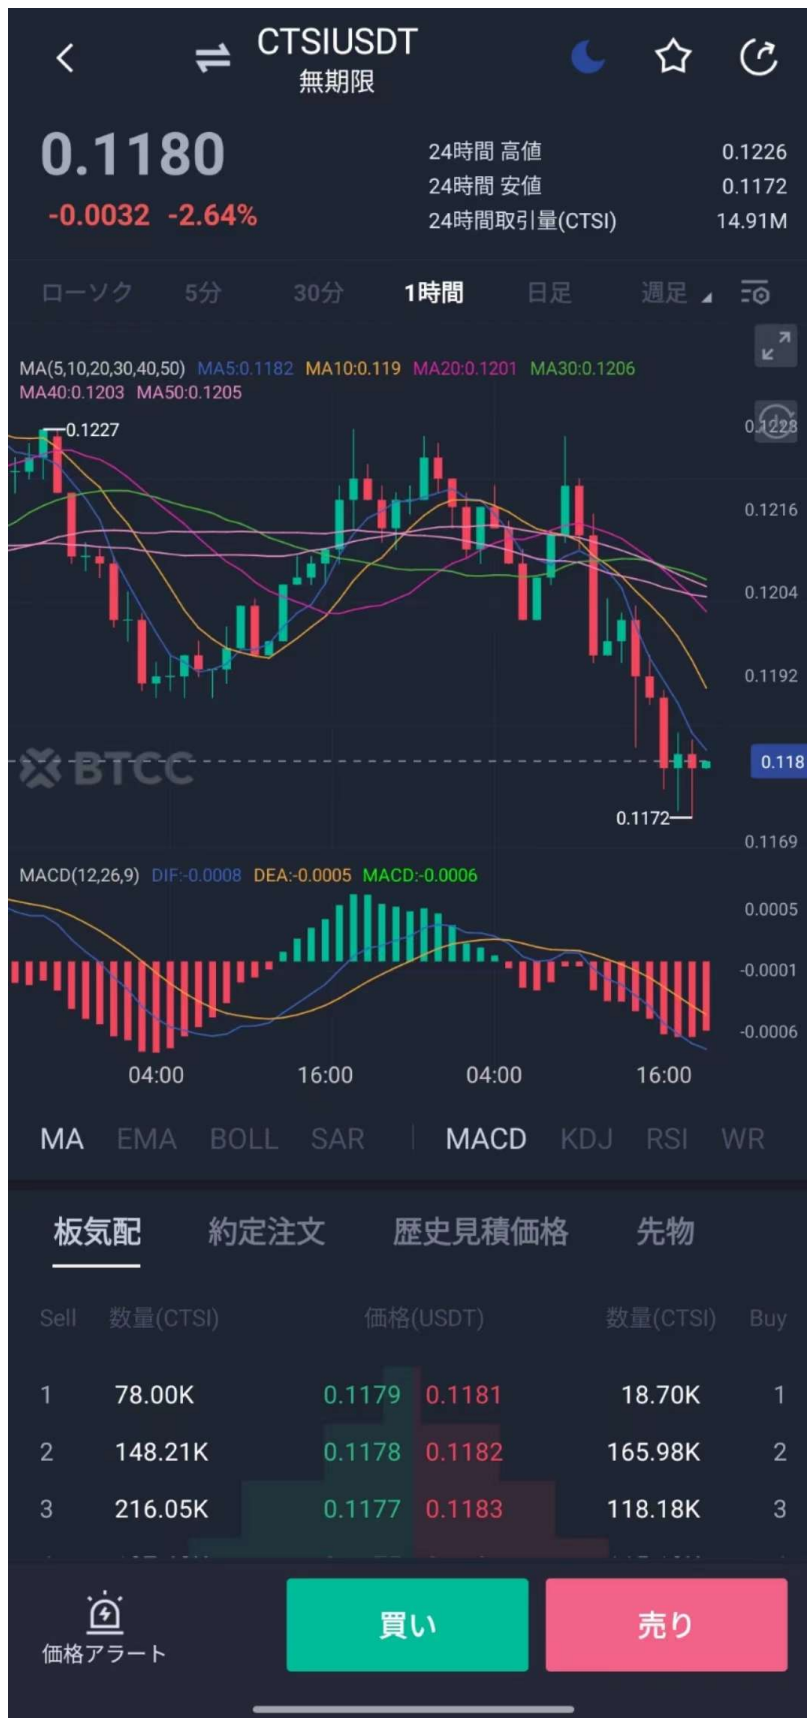 CTSIUSDT
無期限
0.1180
-0.0032 -2.64%
24時間 高値 0.1226
24時間 安値 0.1172
24時間取引量(CTSI) 14.91M
ローソク 5分 30分 1時間 日足 週足
MA(5,10,20,30,40,50) MA5:0.1182 MA10:0.119 MA20:0.1201 MA30:0.1206
MA40:0.1203 MA50:0.1205
0.1227
0.1228
0.1216
0.1204
0.1192
BTCC
0.118
0.1172
0.1169
MACD(12,26,9) DIF:-0.0008 DEA:-0.0005 MACD:-0.0006
0.0005
-0.0001
-0.0006
04:00 16:00 04:00 16:00
MA EMA BOLL SAR MACD KDJ RSI WR
板気配 約定注文 歴史見積価格 先物
Sell 数量(CTSI) 価格(USDT) 数量(CTSI) Buy
1 78.00K 0.1179 0.1181 18.70K 1
2 148.21K 0.1178 0.1182 165.98K 2
3 216.05K 0.1177 0.1183 118.18K 3
価格アラート
買い
売り